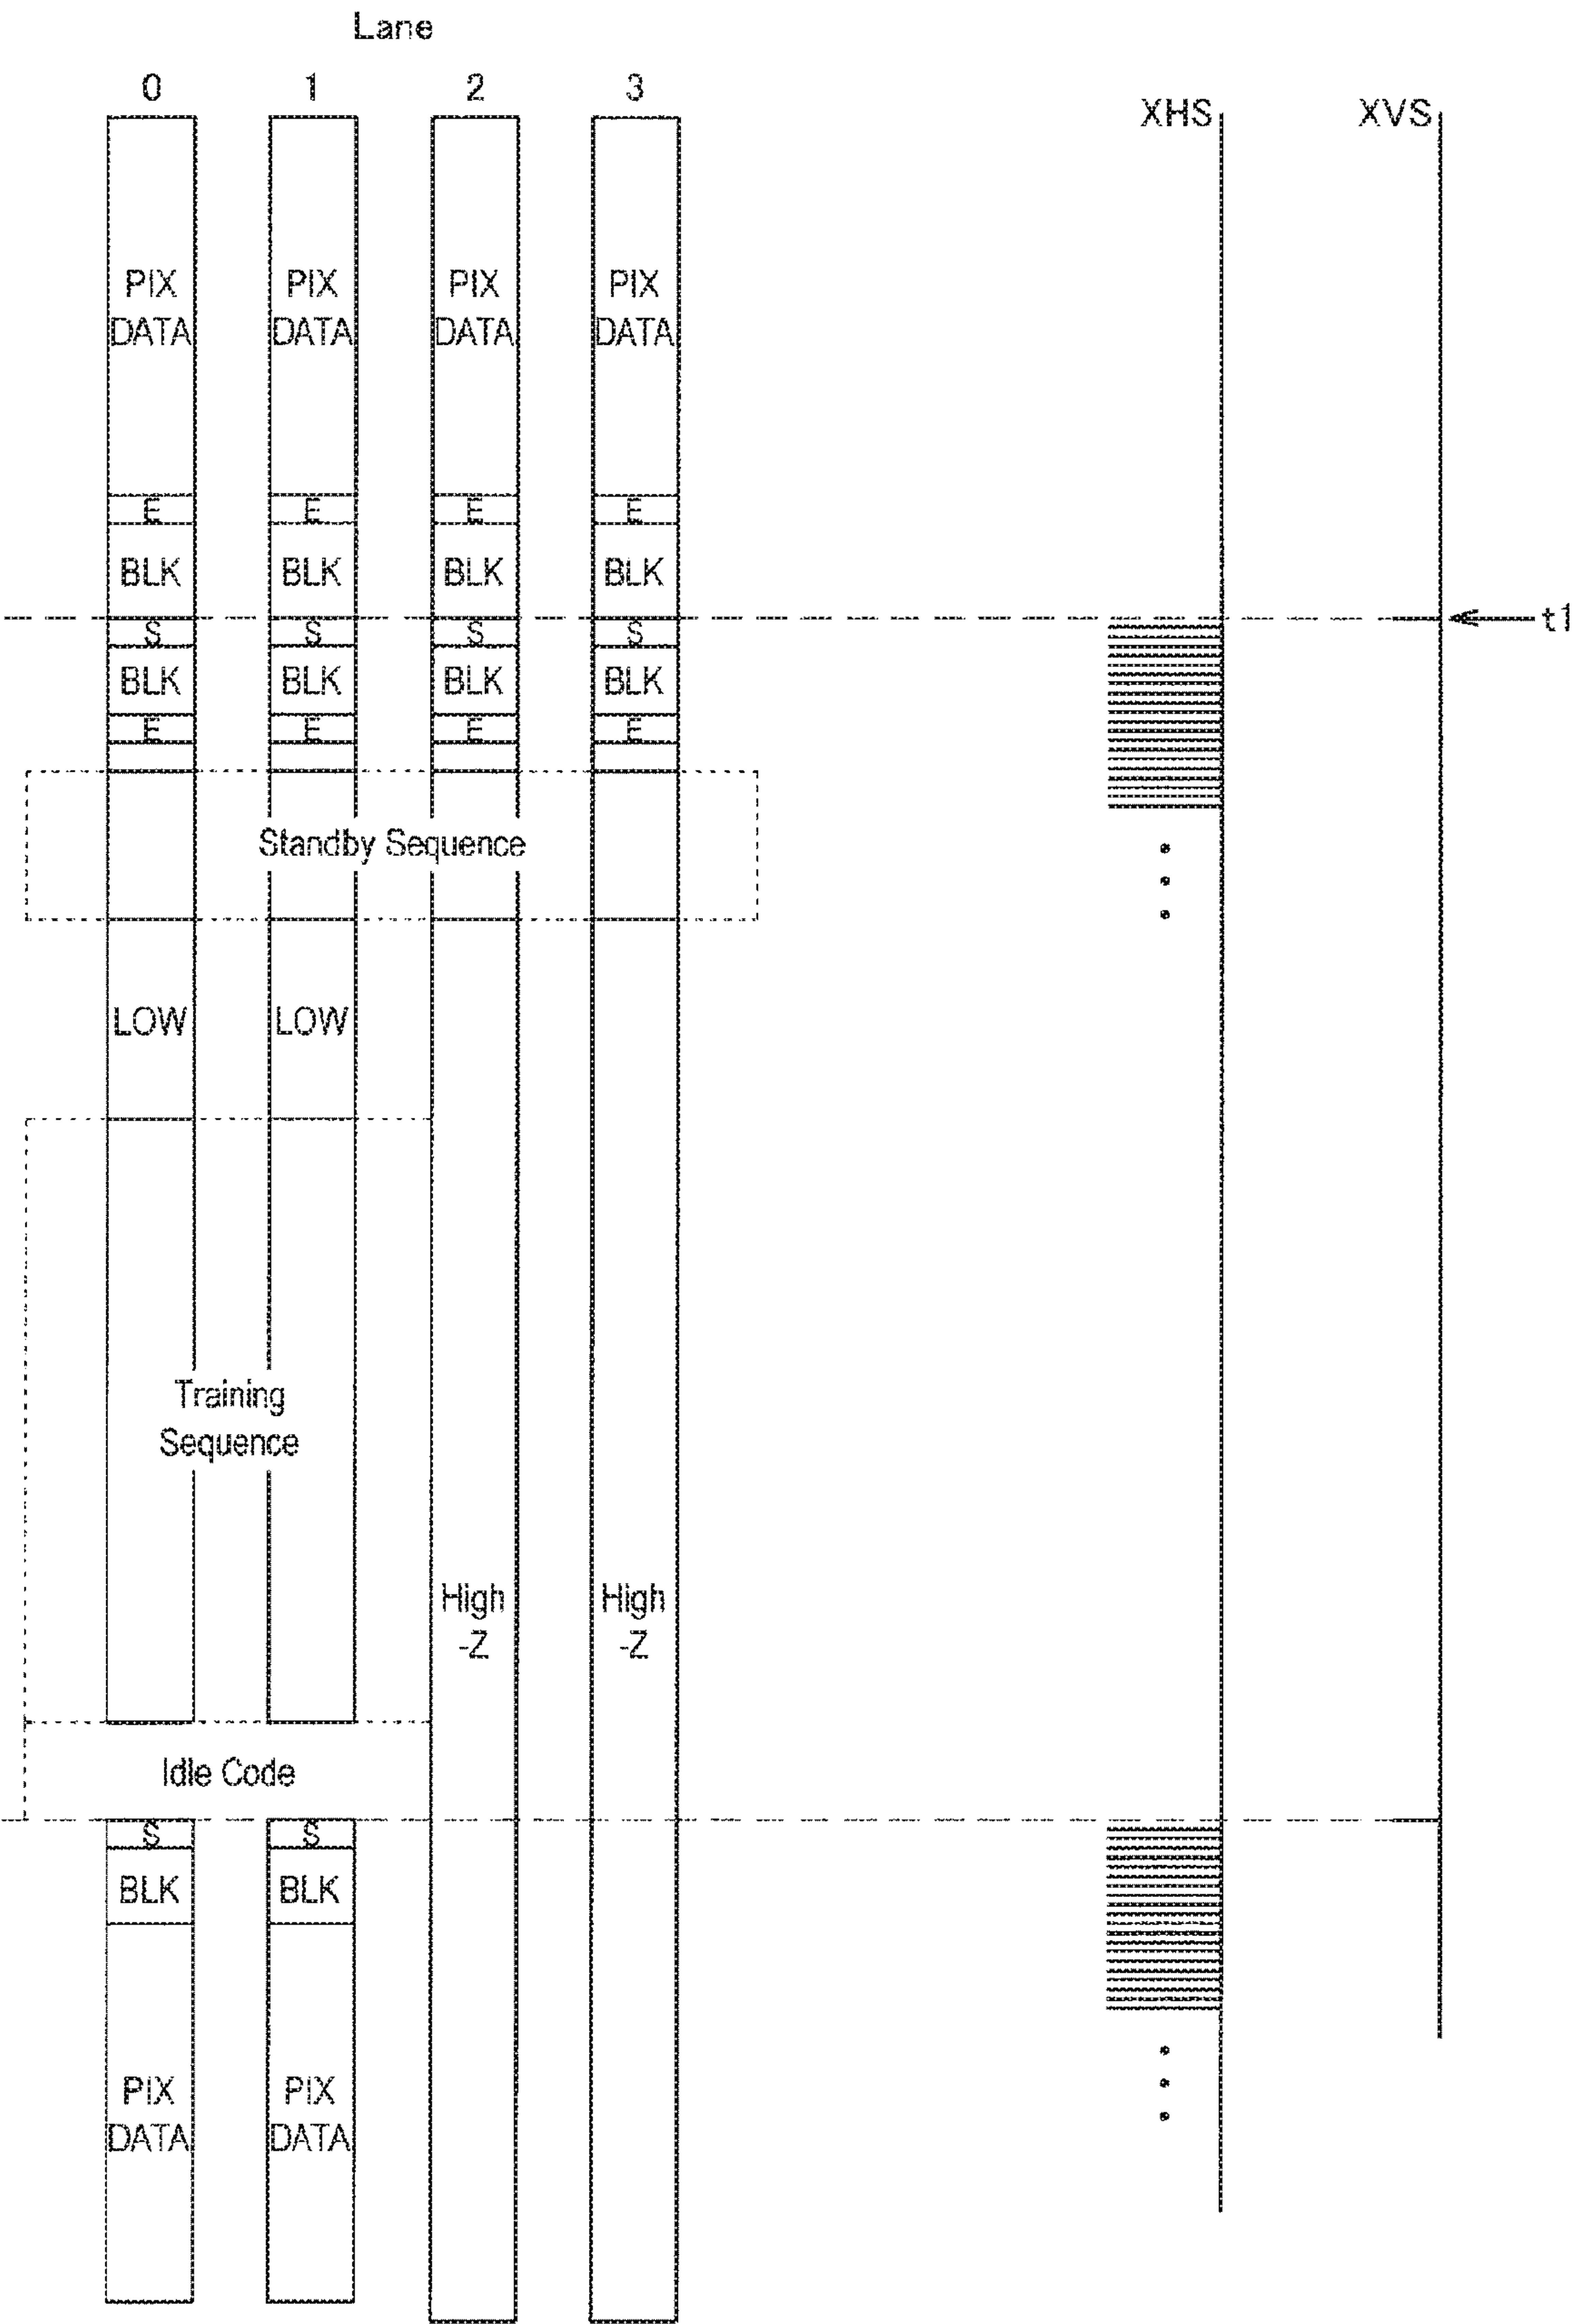 Lane
0 1 2 3
XHS XVS
PIX PIX PIX PIX
DATA DATA DATA DATA
E E E E
BLK BLK BLK BLK
t1
S S S S
BLK BLK BLK BLK
E E E E
Standby Sequence
LOW LOW
Training
Sequence
High High
-Z -Z
Idle Code
S S
BLK BLK
PIX PIX
DATA DATA